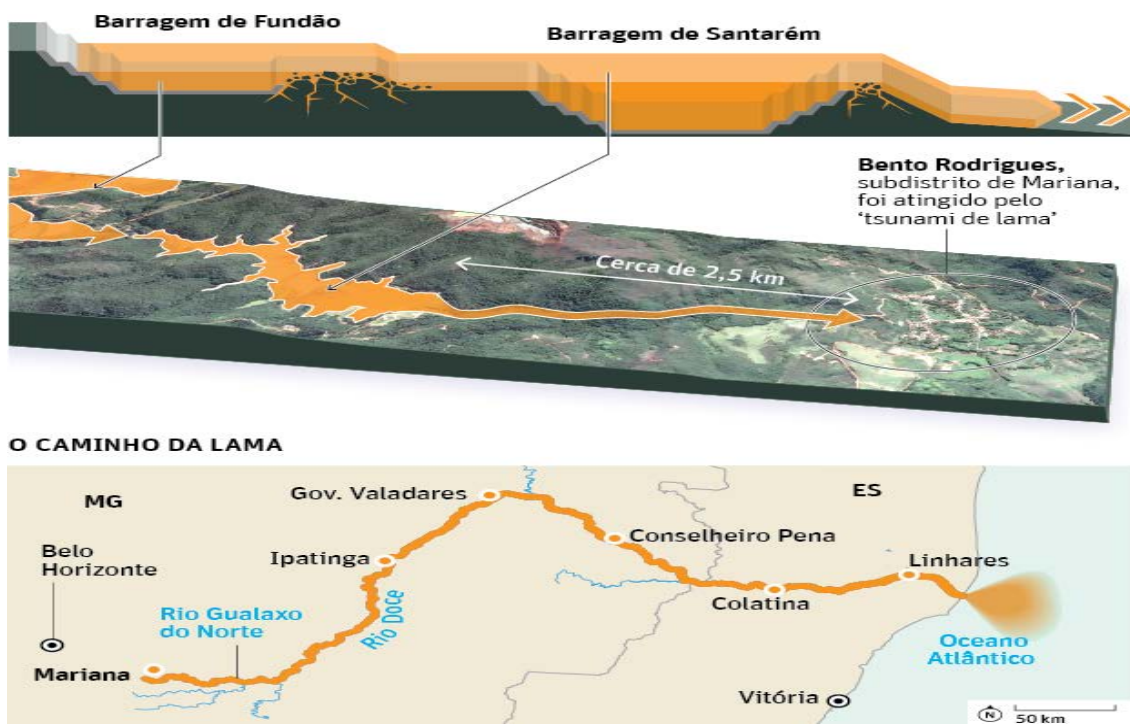 Barragem de Fundão
Barragem de Santarém
Bento Rodrigues,
subdistrito de Mariana,
foi atingido pelo
‘tsunami de lama’
Cerca de 2,5 km
O CAMINHO DA LAMA
MG
ES
Gov. Valadares
Conselheiro Pena
Belo
Horizonte
Ipatinga
Linhares
Rio Gualaxo
do Norte
Rio Doce
Colatina
Oceano
Atlântico
Mariana
Vitória
N
50 km